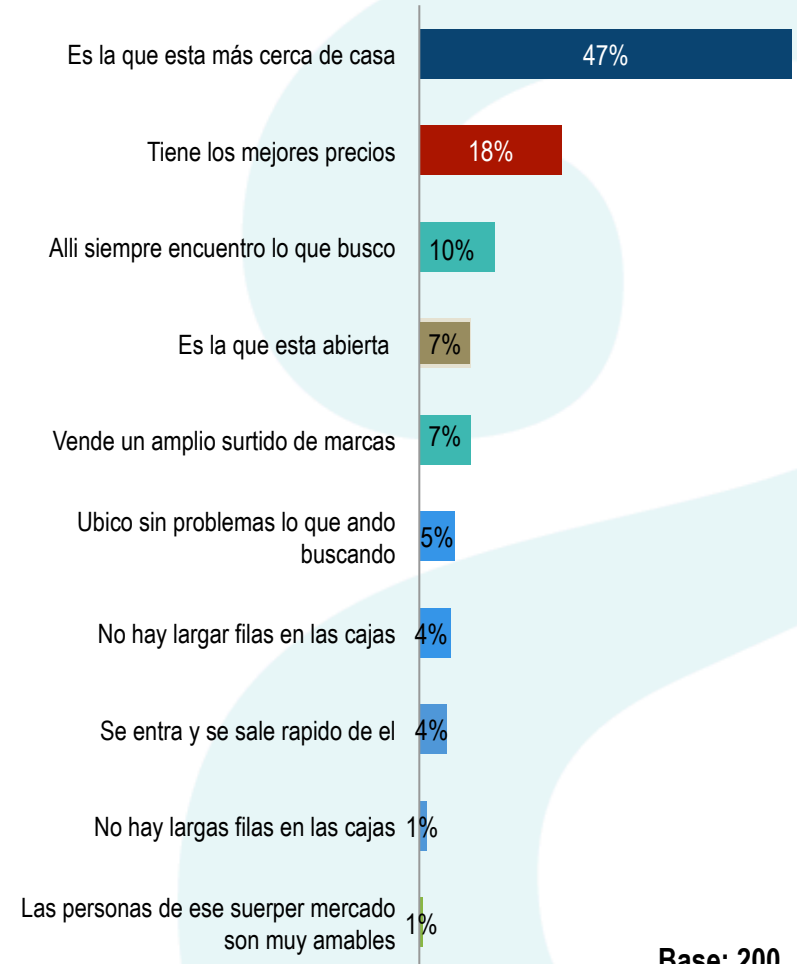 Es la que esta más cerca de casa 47%
Tiene los mejores precios 18%
Alli siempre encuentro lo que busco 10%
Es la que esta abierta 7%
Vende un amplio surtido de marcas 7%
Ubico sin problemas lo que ando
buscando 5%
No hay largar filas en las cajas 4%
Se entra y se sale rapido de el 4%
No hay largas filas en las cajas 1%
Las personas de ese suerper mercado
son muy amables 1%
Base: 200